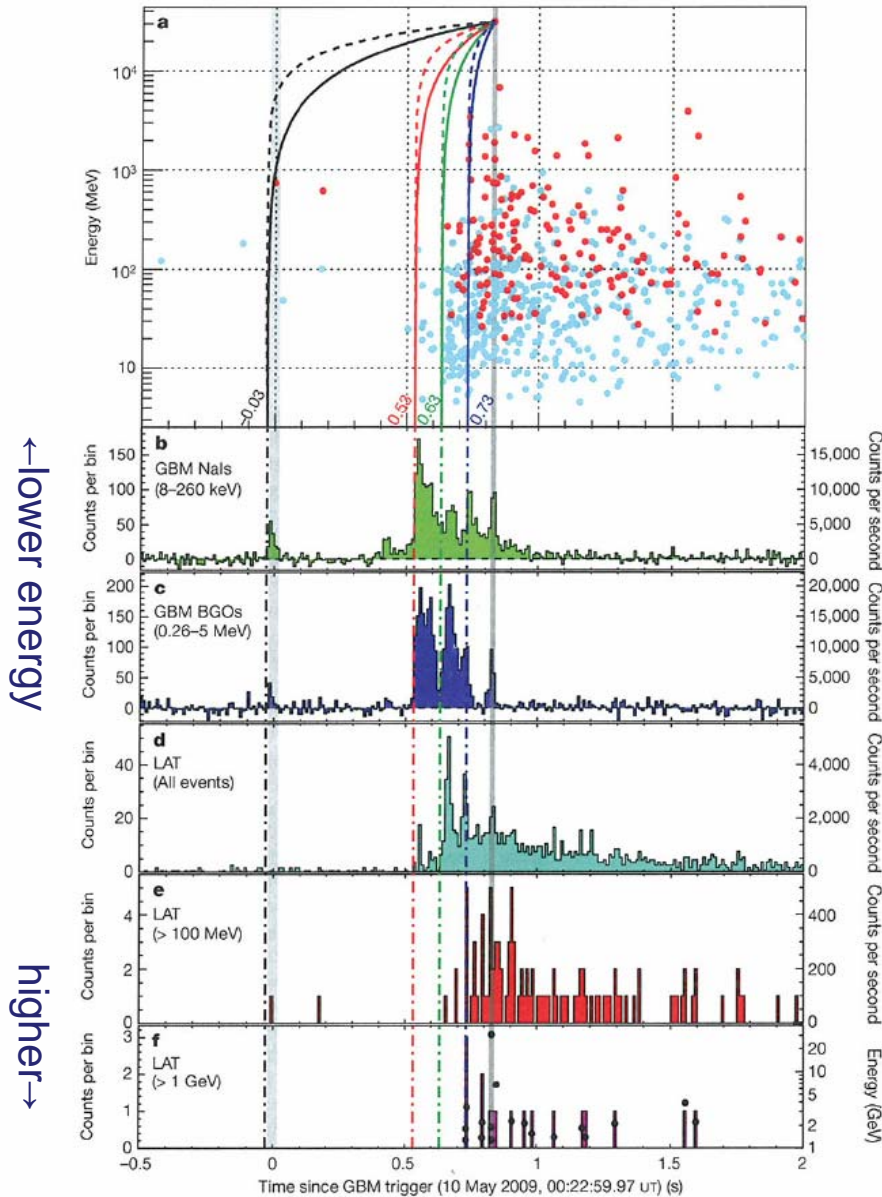 a
10⁴
10³
10²
10
Energy (MeV)
–0.03
0.53
0.63
0.73
b
GBM NaIs
(8–260 keV)
150
100
50
0
Counts per bin
15,000
10,000
5,000
0
Counts per second
c
GBM BGOs
(0.26–5 MeV)
200
150
100
50
0
Counts per bin
20,000
15,000
10,000
5,000
0
Counts per second
d
LAT
(All events)
40
20
0
Counts per bin
4,000
2,000
0
Counts per second
e
LAT
(> 100 MeV)
4
2
0
Counts per bin
400
200
0
Counts per second
f
LAT
(> 1 GeV)
3
2
1
0
Counts per bin
20
10
5
3
2
1
Energy (GeV)
–0.5
0
0.5
1
1.5
2
Time since GBM trigger (10 May 2009, 00:22:59.97 UT) (s)
←lower energy
higher→